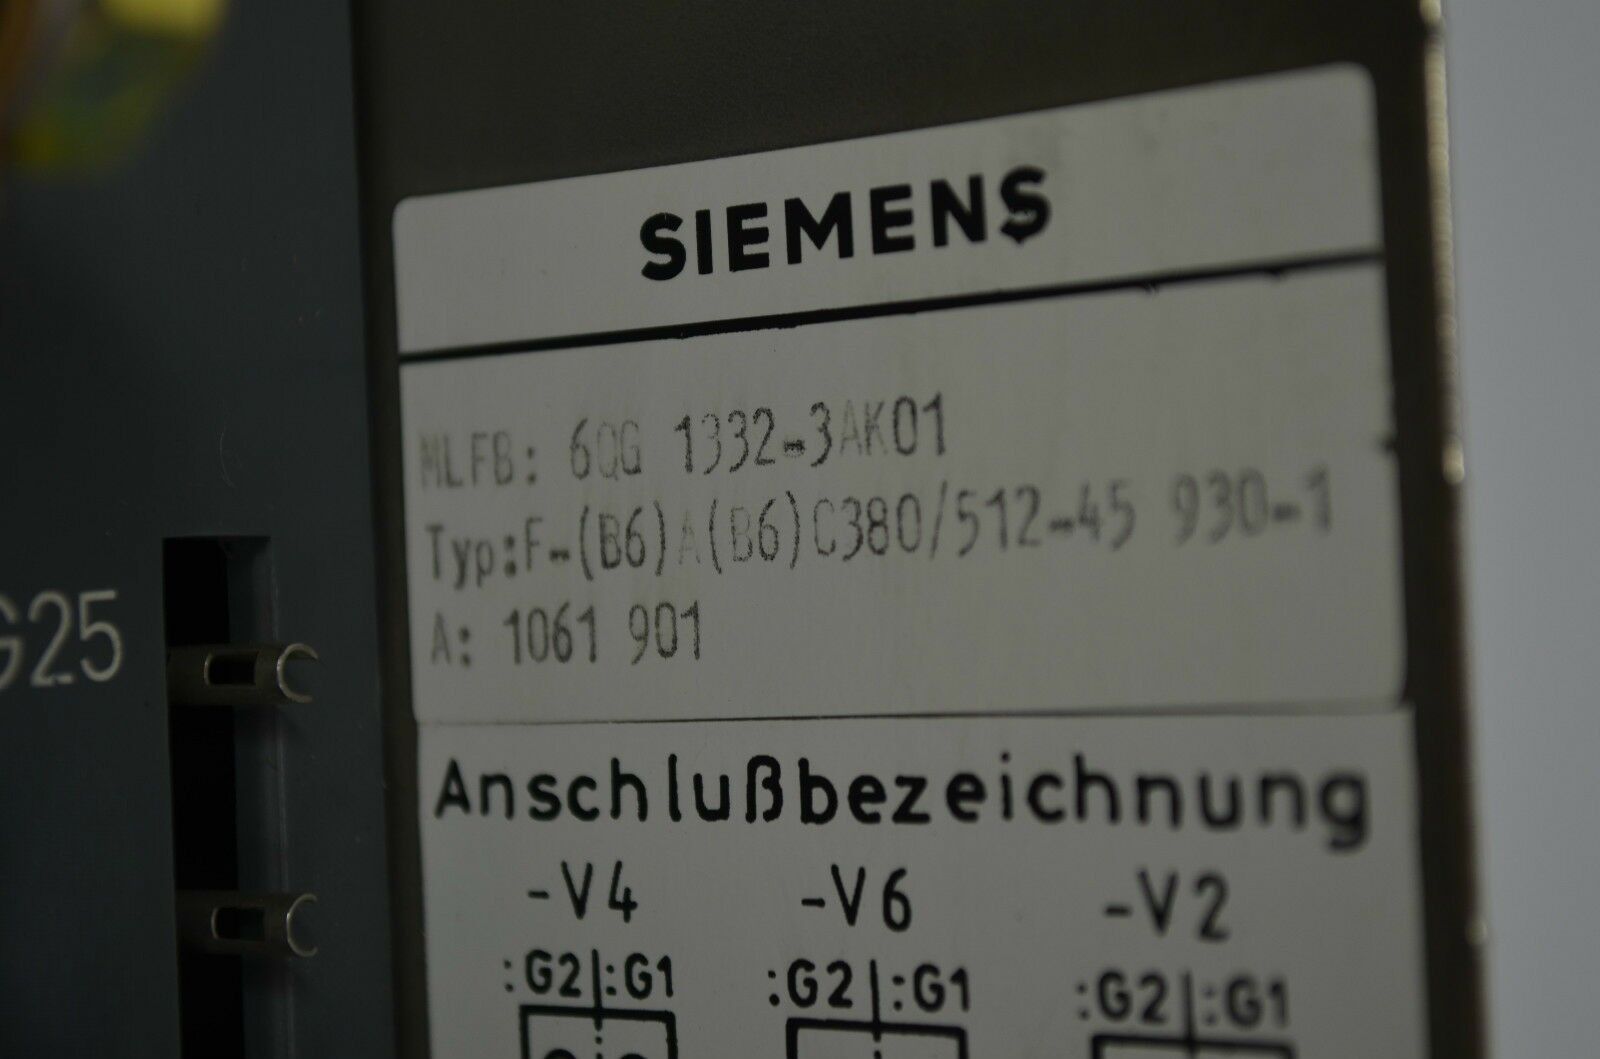 SIEMENS
MLFB: 6QG 1332-3AK01
Typ:F-(B6)A(B6)C380/512-45 930-1
A: 1061 901
G25
Anschlußbezeichnung
-V4 -V6 -V2
:G2|:G1 :G2|:G1 :G2|:G1